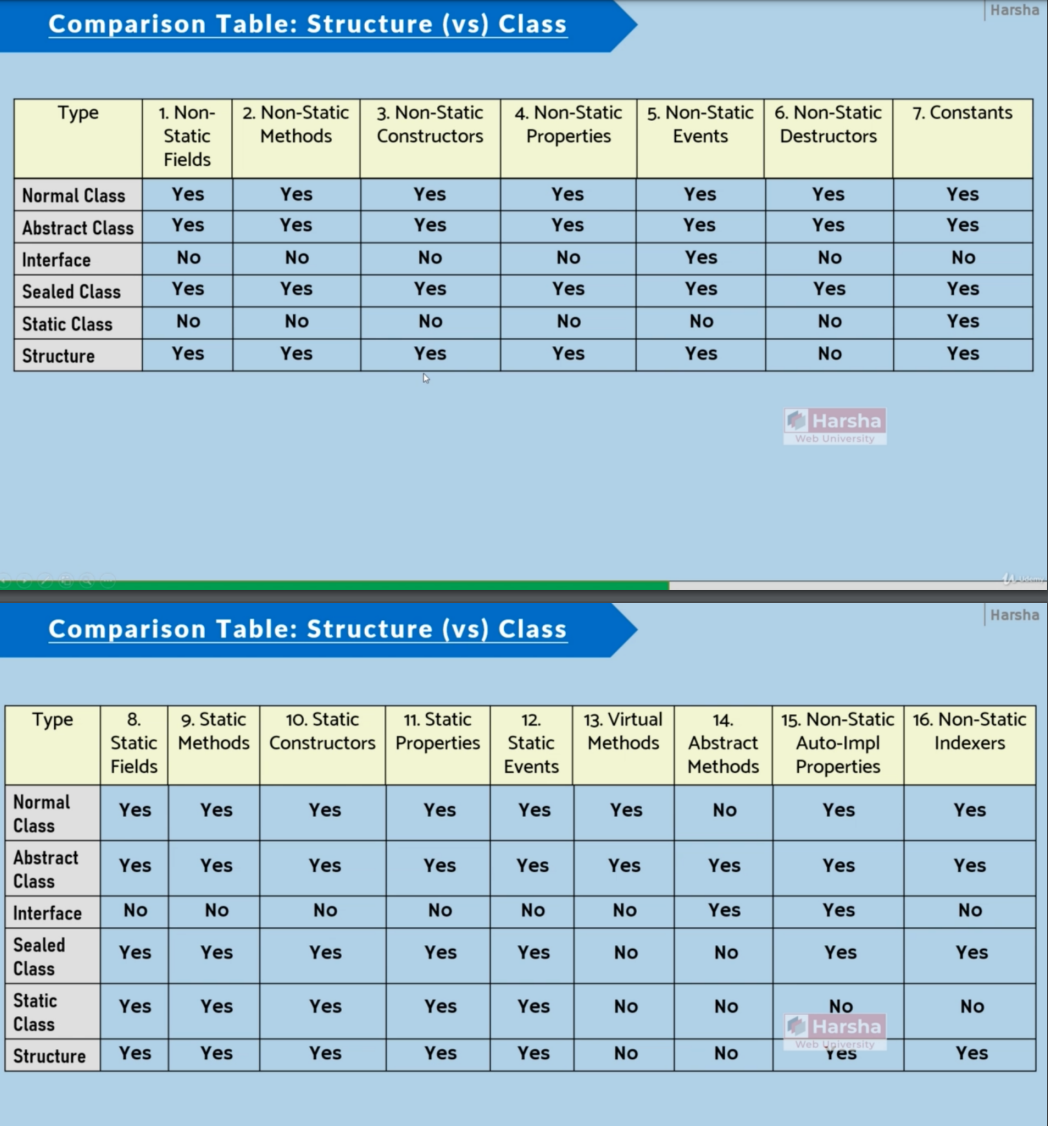 Comparison Table: Structure (vs) Class
Harsha
Type 1. Non-Static Fields 2. Non-Static Methods 3. Non-Static Constructors 4. Non-Static Properties 5. Non-Static Events 6. Non-Static Destructors 7. Constants
Normal Class Yes Yes Yes Yes Yes Yes Yes
Abstract Class Yes Yes Yes Yes Yes Yes Yes
Interface No No No No Yes No No
Sealed Class Yes Yes Yes Yes Yes Yes Yes
Static Class No No No No No No Yes
Structure Yes Yes Yes Yes Yes No Yes
Harsha
Web University
Udemy
Comparison Table: Structure (vs) Class
Harsha
Type 8. Static Fields 9. Static Methods 10. Static Constructors 11. Static Properties 12. Static Events 13. Virtual Methods 14. Abstract Methods 15. Non-Static Auto-Impl Properties 16. Non-Static Indexers
Normal Class Yes Yes Yes Yes Yes Yes No Yes Yes
Abstract Class Yes Yes Yes Yes Yes Yes Yes Yes Yes
Interface No No No No No No Yes Yes No
Sealed Class Yes Yes Yes Yes Yes No No Yes Yes
Static Class Yes Yes Yes Yes Yes No No No No
Harsha
Web University
Structure Yes Yes Yes Yes Yes No No Yes Yes